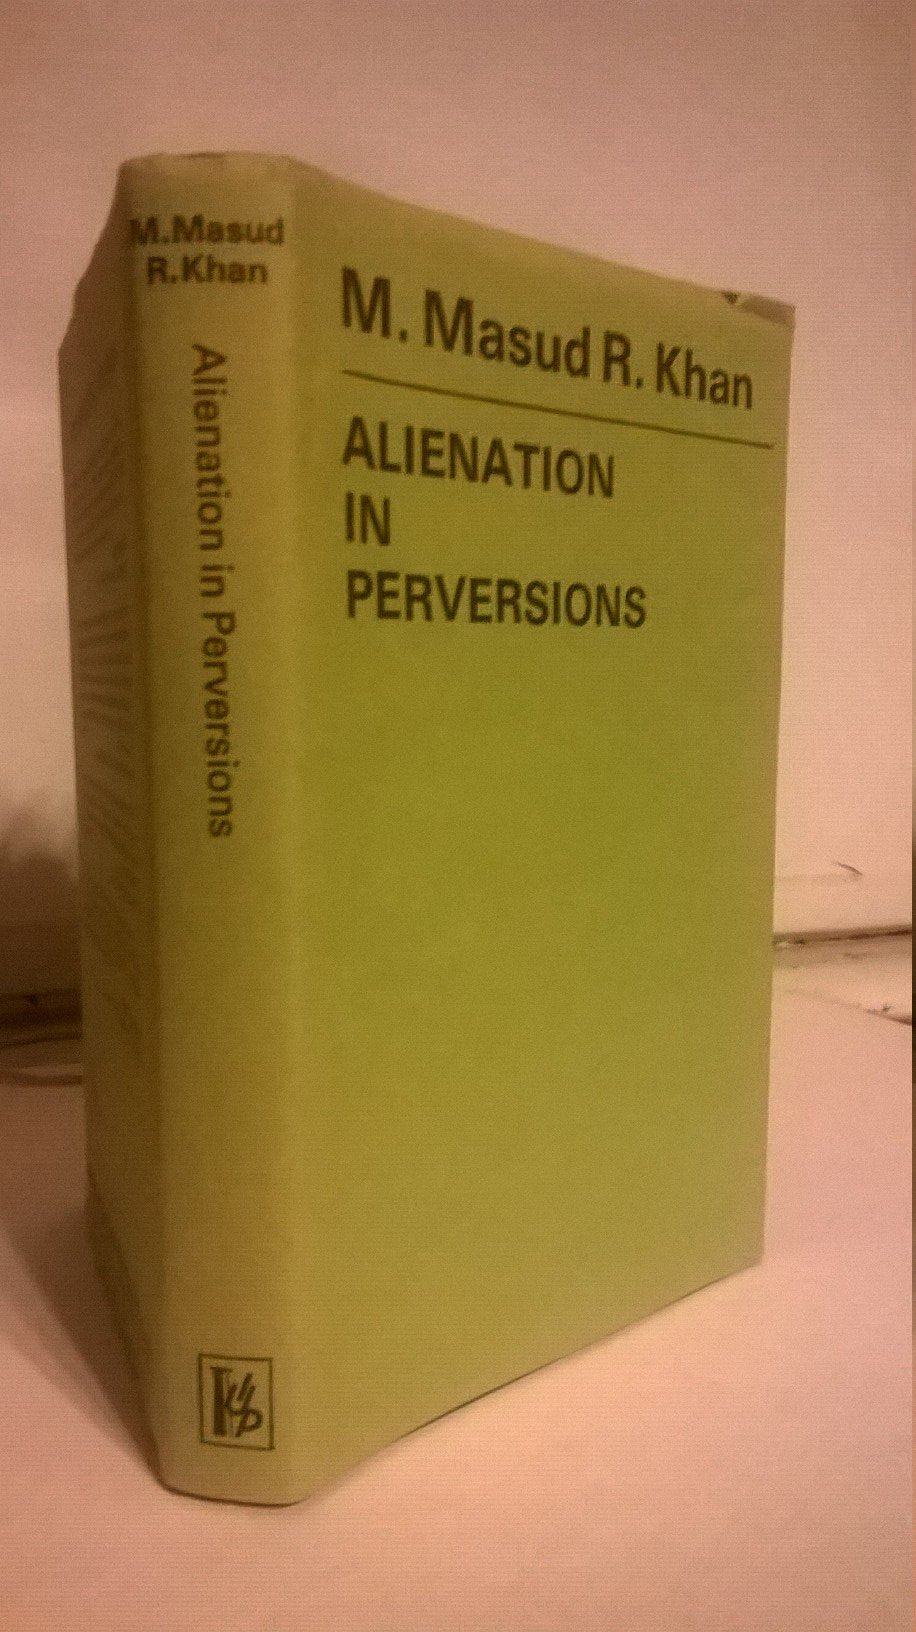 M.Masud
R.Khan
Alienation in Perversions
M. Masud R. Khan
ALIENATION
IN
PERVERSIONS